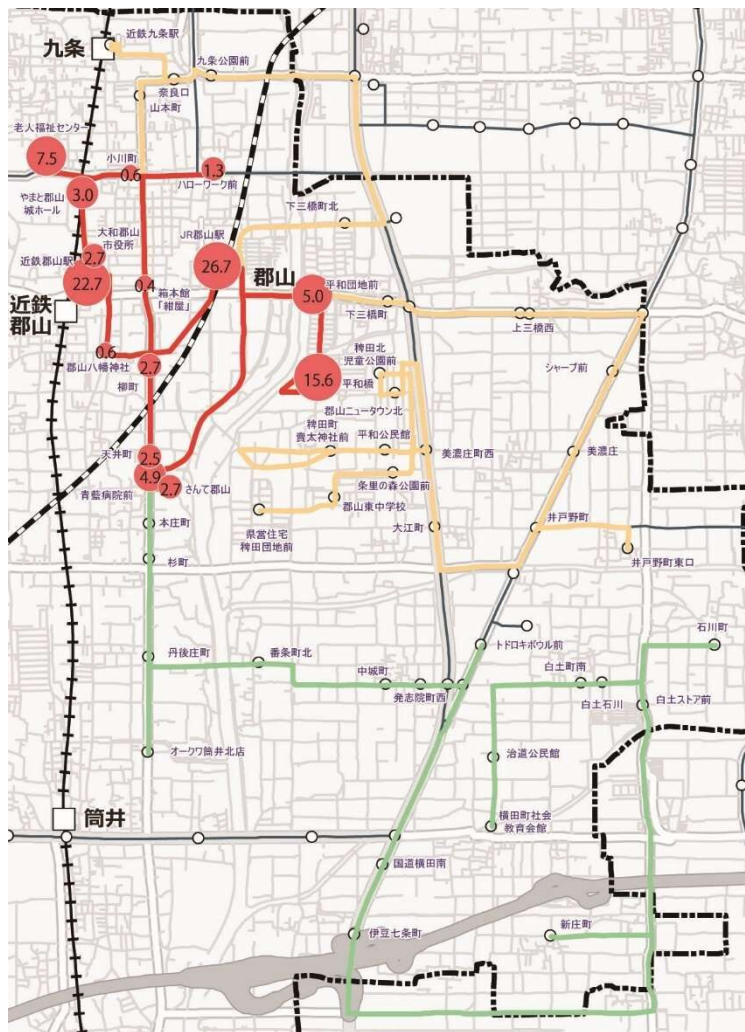 近鉄九条駅
九条
九条公園前
奈良口
山本町
老人福祉センター
7.5
小川町
0.6
1.3
ハローワーク前
3.0
やまと郡山
城ホール
下三橋町北
大和郡山
市役所
JR郡山駅
2.7
近鉄郡山駅
22.7
26.7
郡山
平和団地前
5.0
0.4
箱本館
「紺屋」
下三橋町
上三橋西
近鉄
郡山
0.6
郡山八幡神社
2.7
柳町
15.6
稗田北
児童公園前
平和橋
シャープ前
郡山ニュータウン北
稗田町
賣太神社前
平和公民館
美濃庄町西
美濃庄
天井町
2.5
4.9
2.7
さんて郡山
青藍病院前
条里の森公園前
郡山東中学校
本庄町
県営住宅
稗田団地前
大江町
井戸野町
井戸野町東口
杉町
石川町
トドロキボウル前
丹後庄町
番条町北
中城町
発志院町西
白土町南
白土石川
白土ストア前
オークワ筒井北店
治道公民館
筒井
横田町社会
教育会館
国道横田南
伊豆七条町
新庄町